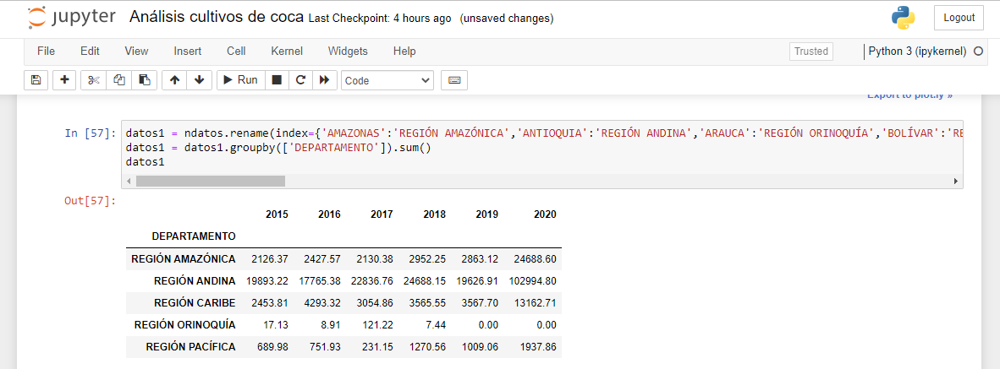 jupyter Análisis cultivos de coca Last Checkpoint: 4 hours ago (unsaved changes) Logout
File Edit View Insert Cell Kernel Widgets Help Trusted Python 3 (ipykernel)
Run Code
Export to plot.ly »
In [57]: datos1 = ndatos.rename(index={'AMAZONAS':'REGIÓN AMAZÓNICA','ANTIOQUIA':'REGIÓN ANDINA','ARAUCA':'REGIÓN ORINOQUÍA','BOLÍVAR':'RE
datos1 = datos1.groupby(['DEPARTAMENTO']).sum()
datos1
Out[57]:
2015 2016 2017 2018 2019 2020
DEPARTAMENTO
REGIÓN AMAZÓNICA 2126.37 2427.57 2130.38 2952.25 2863.12 24688.60
REGIÓN ANDINA 19893.22 17765.38 22836.76 24688.15 19626.91 102994.80
REGIÓN CARIBE 2453.81 4293.32 3054.86 3565.55 3567.70 13162.71
REGIÓN ORINOQUÍA 17.13 8.91 121.22 7.44 0.00 0.00
REGIÓN PACÍFICA 689.98 751.93 231.15 1270.56 1009.06 1937.86